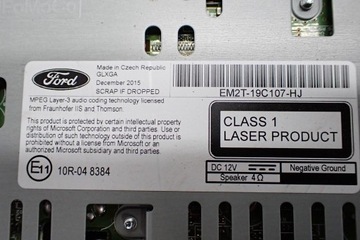 Ford
Made in Czech Republic
GLXGA
December 2015
SCRAP IF DROPPED
MPEG Layer-3 audio coding technology licensed
from Fraunhofer IIS and Thomson.
This product is protected by certain intellectual property
rights of Microsoft Corporation and third parties. Use or
distribution of such technology outside of this product is
prohibited without a license from Microsoft or an authorized
Microsoft subsidiary and third parties.
E11
10R-04 8384
EM2T-19C107-HJ
CLASS 1
LASER PRODUCT
DC 12V
Negative Ground
Speaker 4Ω